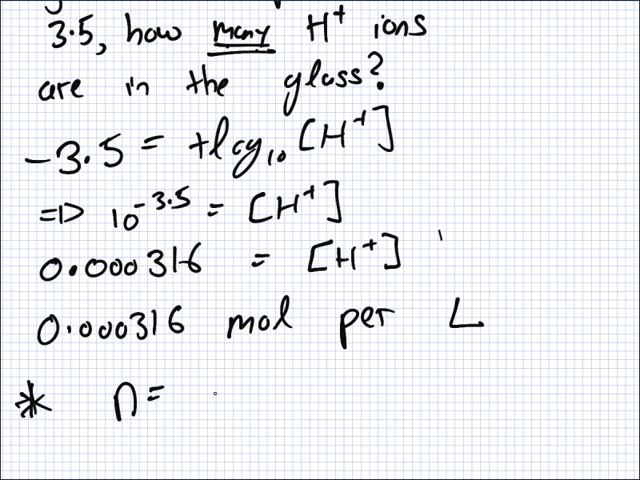 3.5, how many H⁺ ions
are in the glass?
-3.5 = +log₁₀ [H⁺]
=> 10⁻³·⁵ = [H⁺]
0.000316 = [H⁺]
0.000316 mol per L
* n=